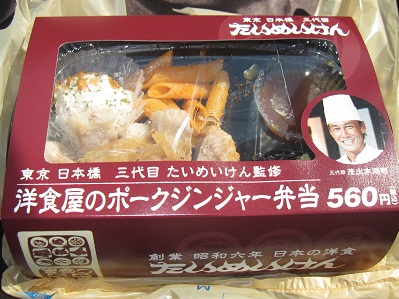 東京 日本橋 三代目
たいめいけん
三代目 茂出木浩司
東京 日本橋 三代目 たいめいけん監修
洋食屋のポークジンジャー弁当 560円
創業 昭和六年 日本の洋食
たいめいけん